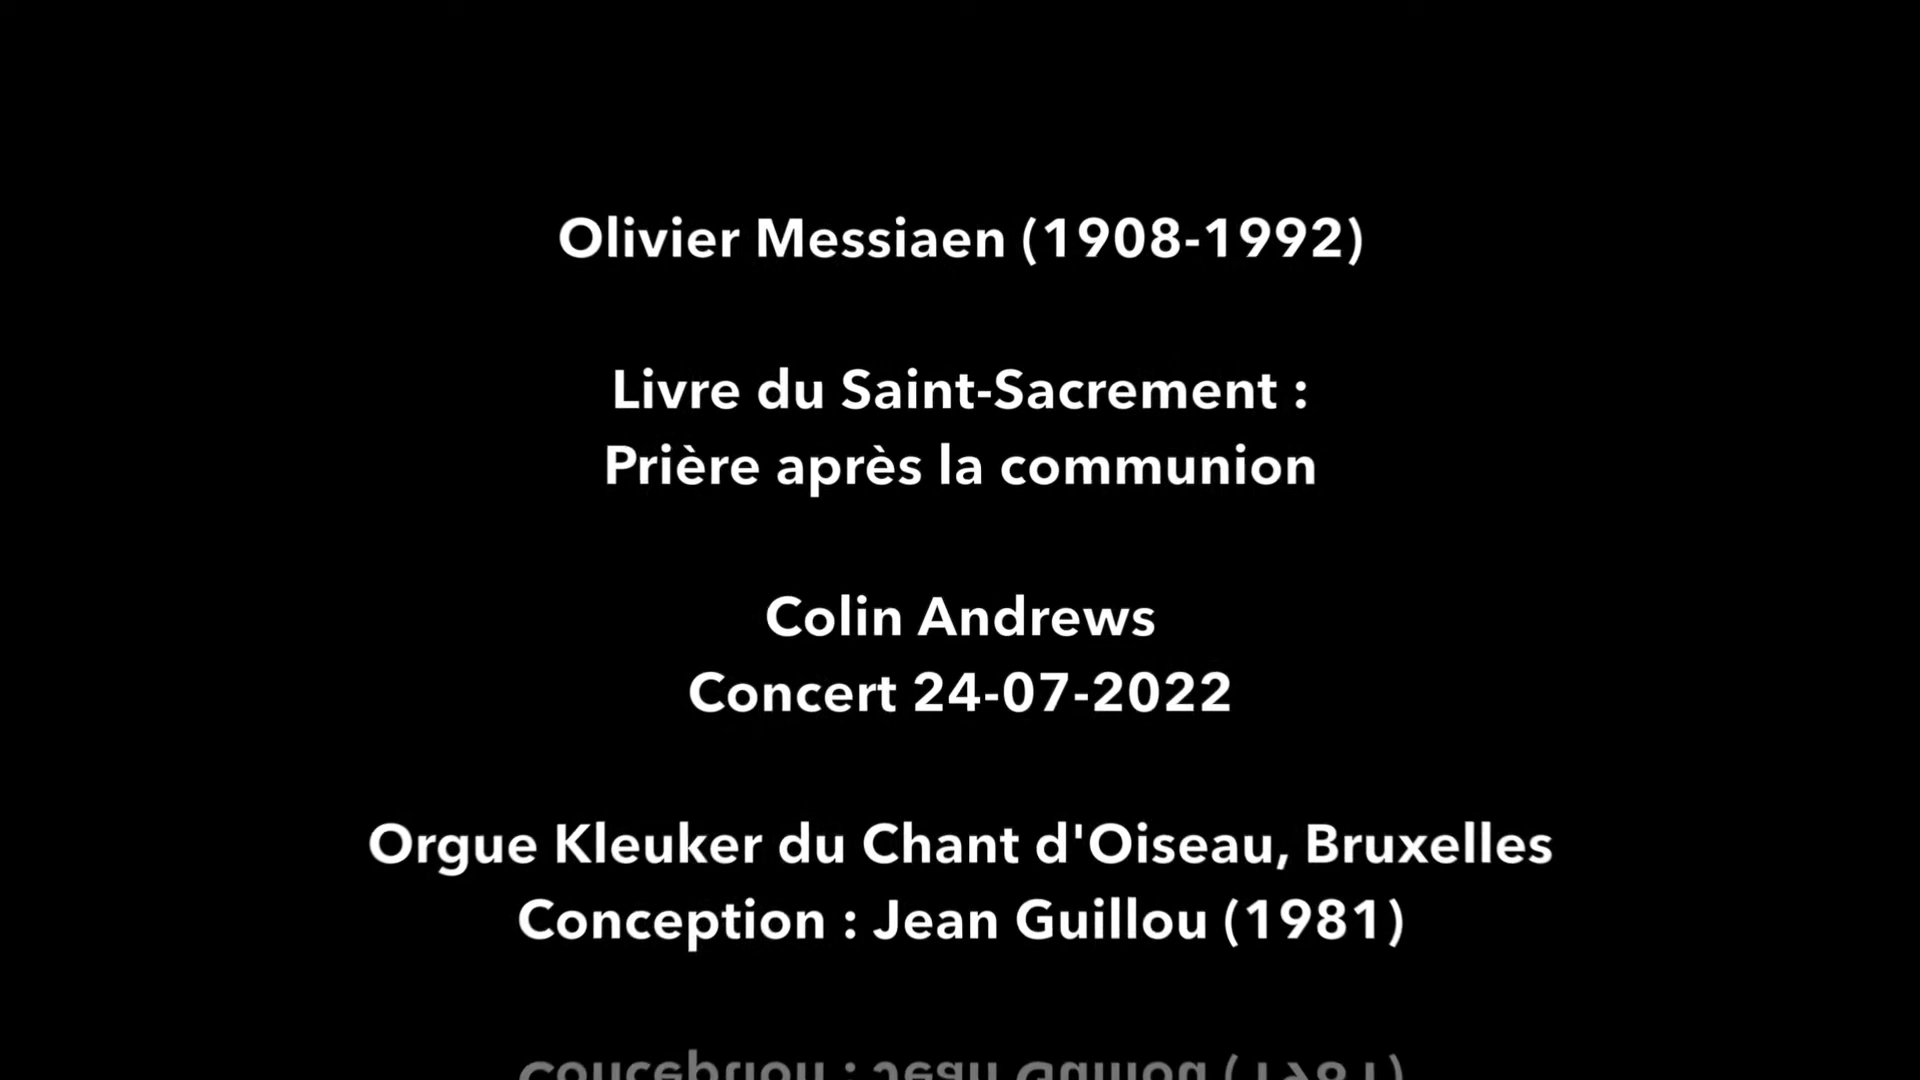 Olivier Messiaen (1908-1992)
Livre du Saint-Sacrement :
Prière après la communion
Colin Andrews
Concert 24-07-2022
Orgue Kleuker du Chant d'Oiseau, Bruxelles
Conception : Jean Guillou (1981)